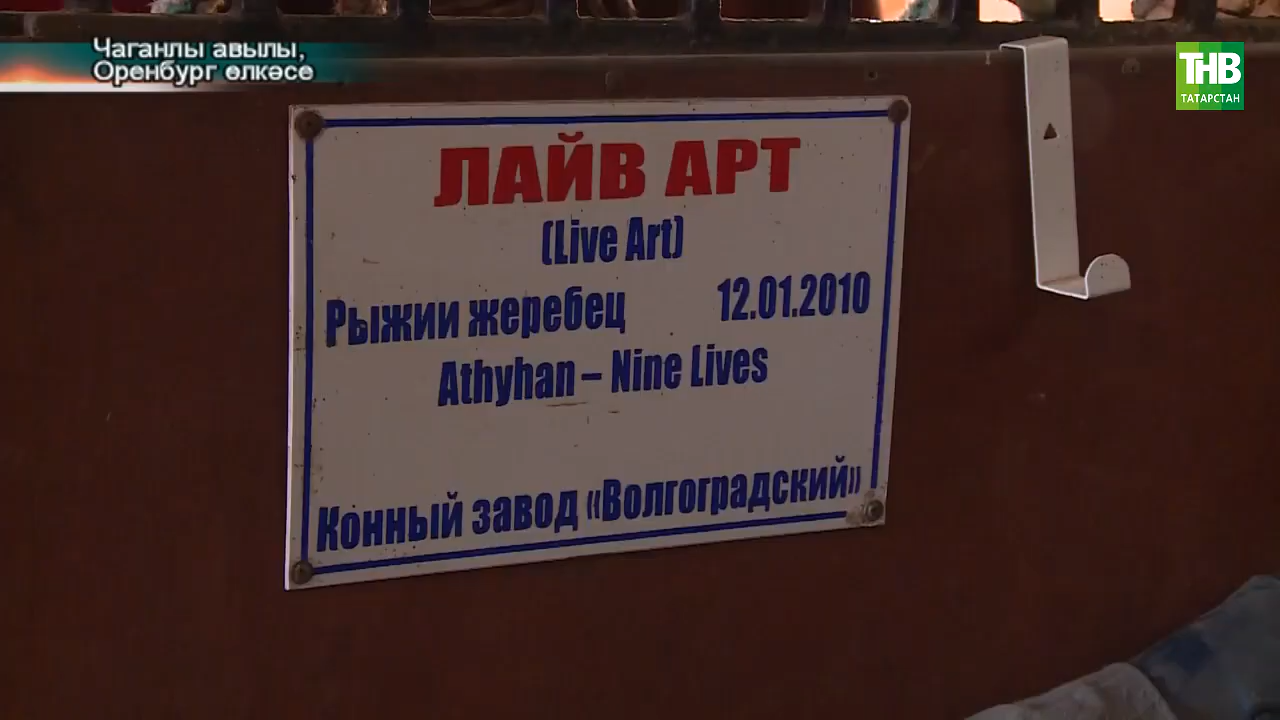 Чаганлы авылы,
Оренбург өлкәсе
ТНВ
ТАТАРСТАН
ЛАЙВ АРТ
(Live Art)
Рыжии жеребец 12.01.2010
Athyhan – Nine Lives
Конный завод «Волгоградский»